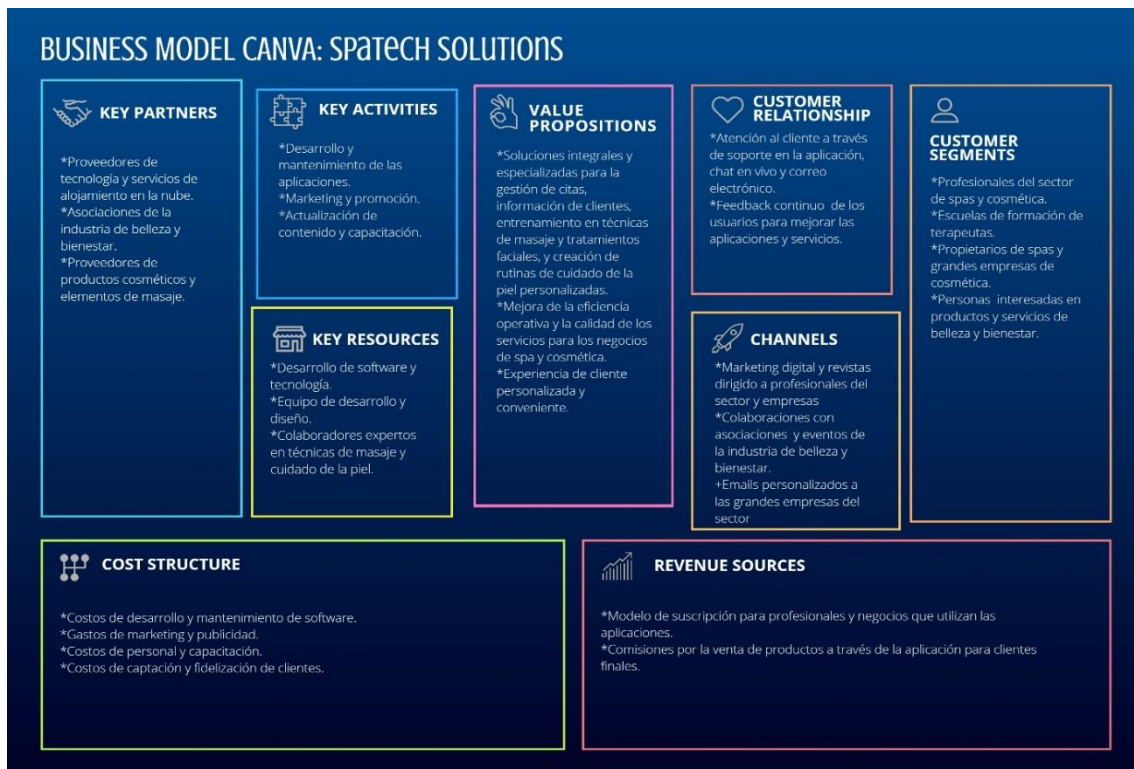 BUSINESS MODEL CANVA: SPATECH SOLUTIONS
KEY PARTNERS
*Proveedores de
tecnología y servicios de
alojamiento en la nube.
*Asociaciones de la
industria de belleza y
bienestar.
*Proveedores de
productos cosméticos y
elementos de masaje.
KEY ACTIVITIES
*Desarrollo y
mantenimiento de las
aplicaciones.
*Marketing y promoción.
*Actualización de
contenido y capacitación.
KEY RESOURCES
*Desarrollo de software y
tecnología.
*Equipo de desarrollo y
diseño.
*Colaboradores expertos
en técnicas de masaje y
cuidado de la piel.
VALUE
PROPOSITIONS
*Soluciones integrales y
especializadas para la
gestión de citas,
información de clientes,
entrenamiento en técnicas
de masaje y tratamientos
faciales, y creación de
rutinas de cuidado de la
piel personalizadas.
*Mejora de la eficiencia
operativa y la calidad de los
servicios para los negocios
de spa y cosmética.
*Experiencia de cliente
personalizada y
conveniente.
CUSTOMER
RELATIONSHIP
*Atención al cliente a través
de soporte en la aplicación,
chat en vivo y correo
electrónico.
*Feedback continuo de los
usuarios para mejorar las
aplicaciones y servicios.
CHANNELS
*Marketing digital y revistas
dirigido a profesionales del
sector y empresas
*Colaboraciones con
asociaciones y eventos de
la industria de belleza y
bienestar.
+Emails personalizados a
las grandes empresas del
sector
CUSTOMER
SEGMENTS
*Profesionales del sector
de spas y cosmética.
*Escuelas de formación de
terapeutas.
*Propietarios de spas y
grandes empresas de
cosmética.
*Personas interesadas en
productos y servicios de
belleza y bienestar.
COST STRUCTURE
*Costos de desarrollo y mantenimiento de software.
*Gastos de marketing y publicidad.
*Costos de personal y capacitación.
*Costos de captación y fidelización de clientes.
REVENUE SOURCES
*Modelo de suscripción para profesionales y negocios que utilizan las
aplicaciones.
*Comisiones por la venta de productos a través de la aplicación para clientes
finales.